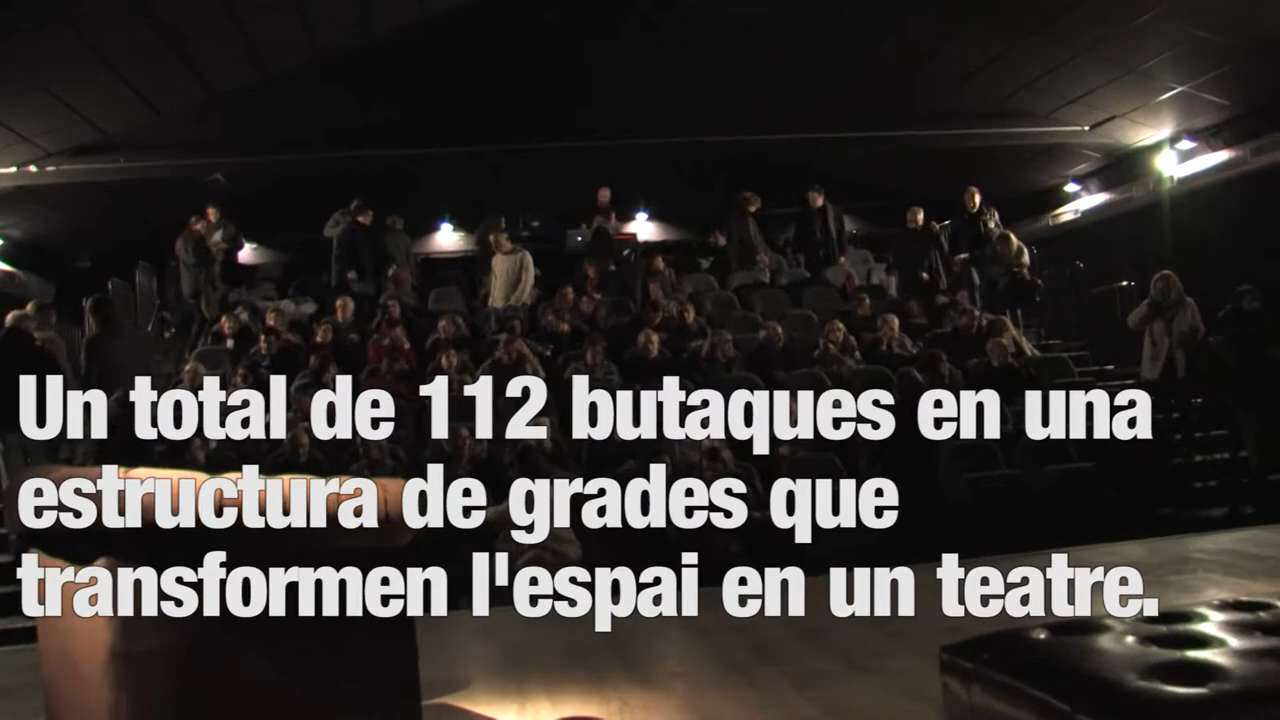 Un total de 112 butaques en una
estructura de grades que
transformen l'espai en un teatre.